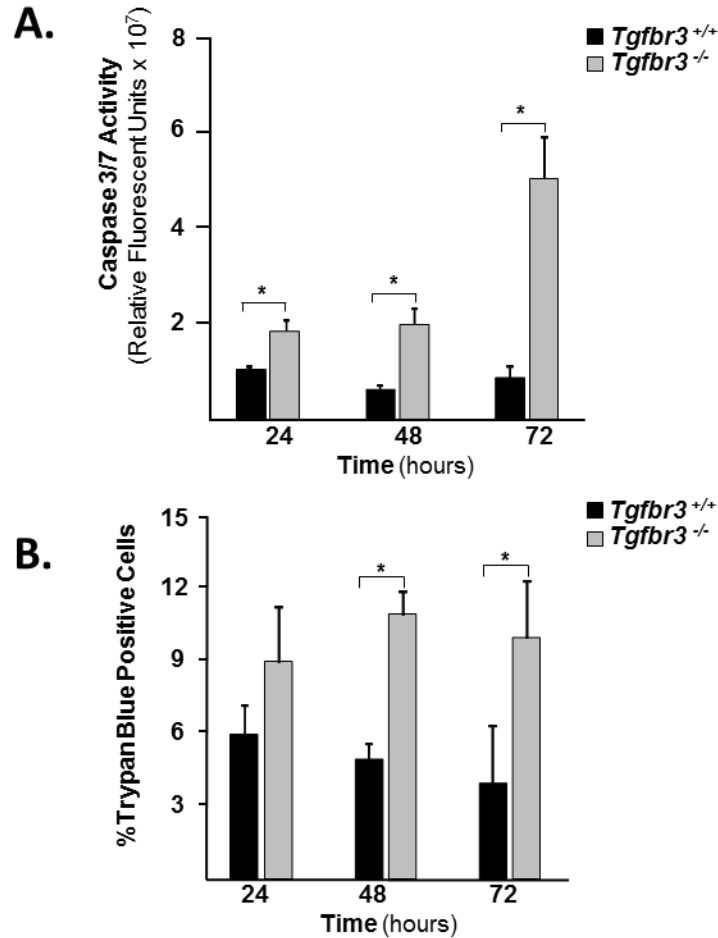 A.
Tgfbr3 +/+
Tgfbr3 -/-
Caspase 3/7 Activity
(Relative Fluorescent Units x 10⁷)
8
6
4
2
*
*
*
24 48 72
Time (hours)
B.
Tgfbr3 +/+
Tgfbr3 -/-
%Trypan Blue Positive Cells
15
12
9
6
3
*
*
24 48 72
Time (hours)